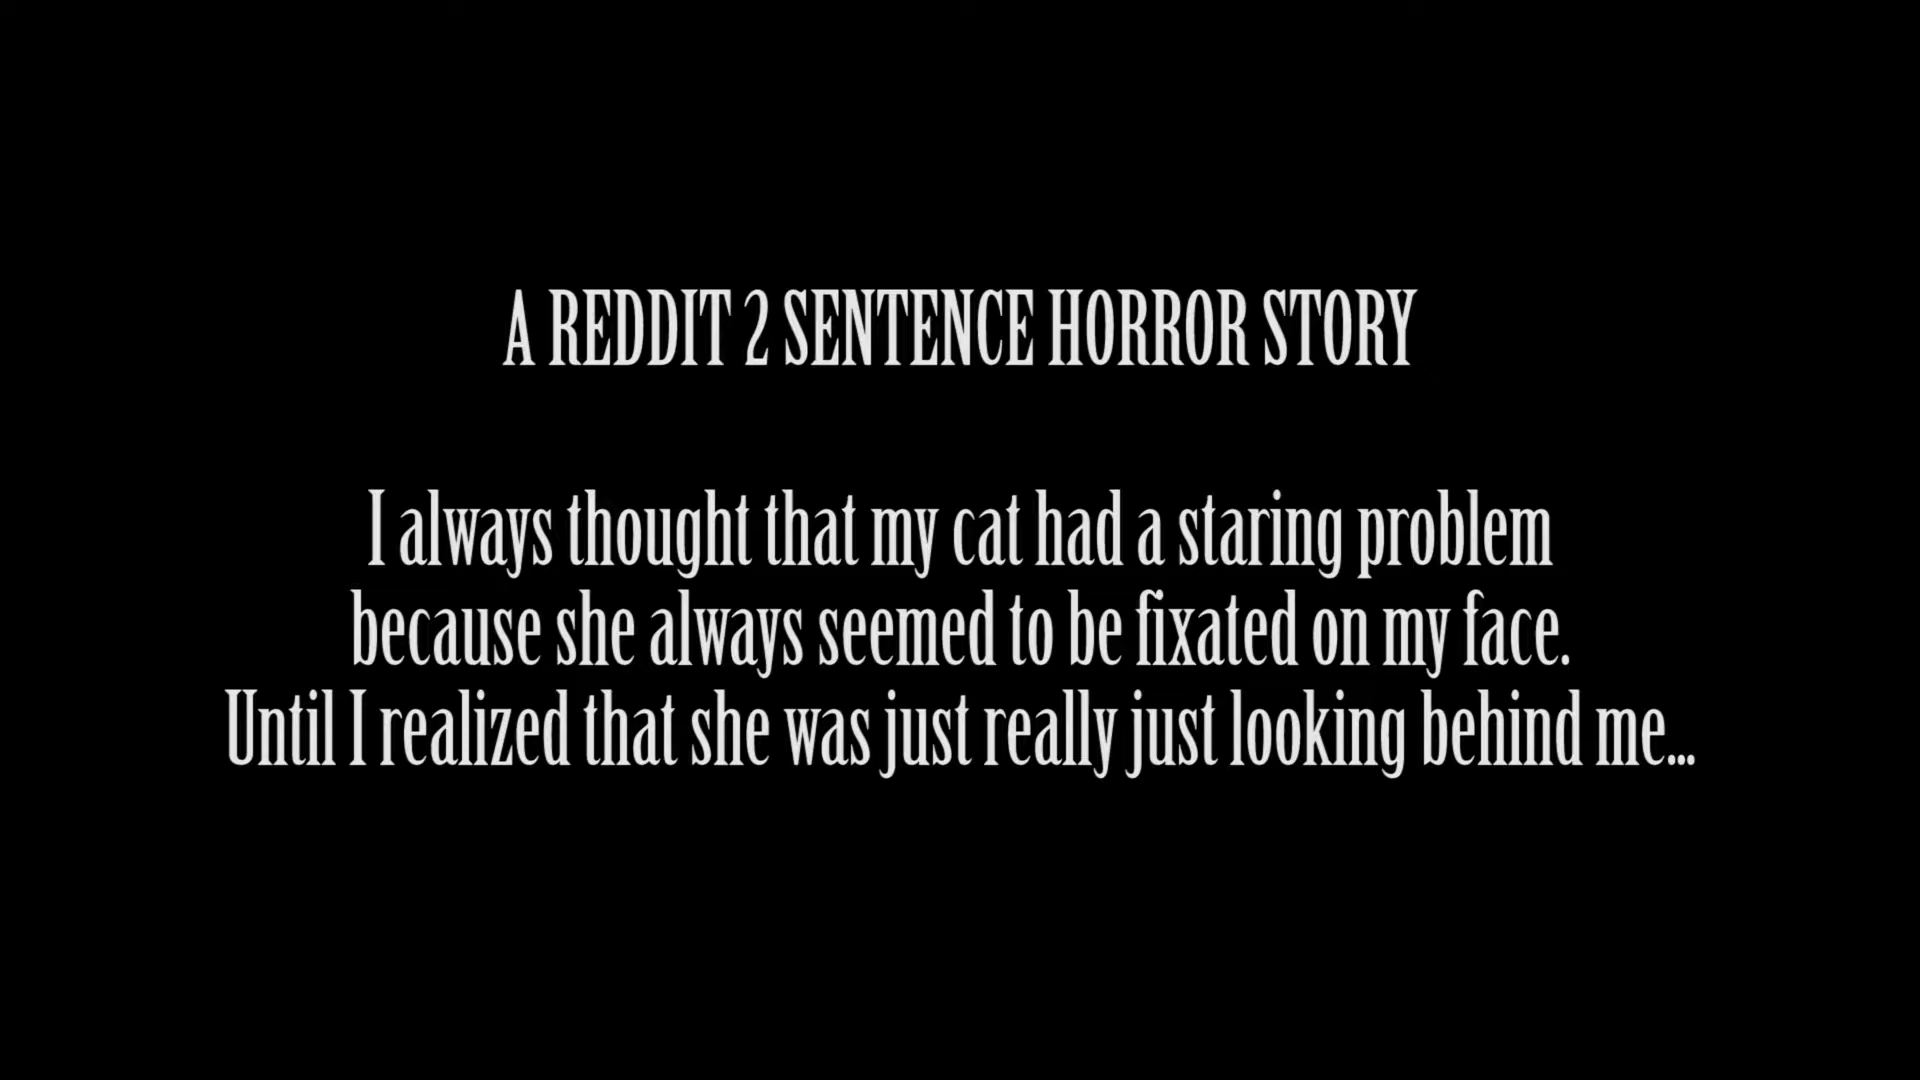 A REDDIT 2 SENTENCE HORROR STORY
I always thought that my cat had a staring problem
because she always seemed to be fixated on my face.
Until I realized that she was just really just looking behind me...